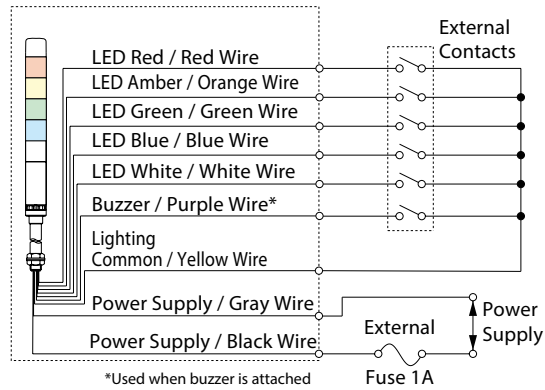 External
Contacts
LED Red / Red Wire
LED Amber / Orange Wire
LED Green / Green Wire
LED Blue / Blue Wire
LED White / White Wire
Buzzer / Purple Wire*
Lighting
Common / Yellow Wire
Power Supply / Gray Wire
Power Supply / Black Wire
External
Fuse 1A
Power
Supply
*Used when buzzer is attached